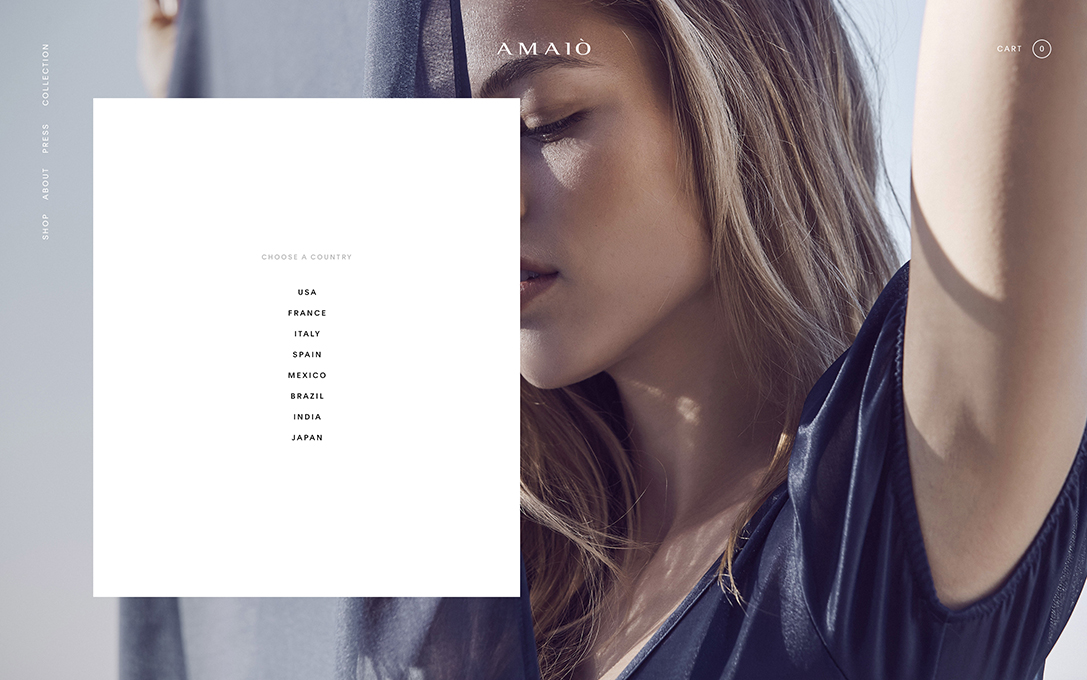 AMAIÒ
CART 0
COLLECTION
PRESS
ABOUT
SHOP
CHOOSE A COUNTRY
USA
FRANCE
ITALY
SPAIN
MEXICO
BRAZIL
INDIA
JAPAN